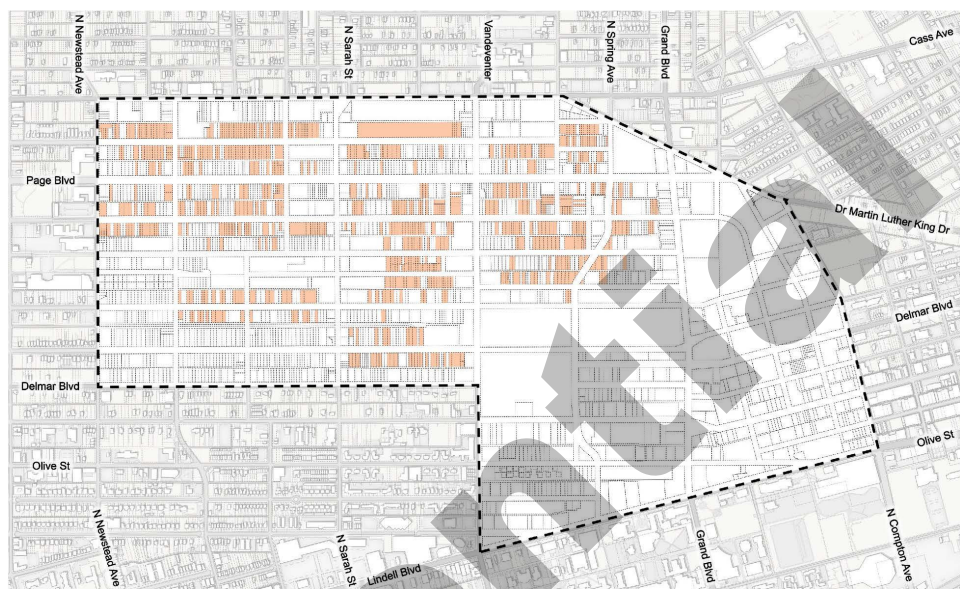 N Newstead Ave
N Sarah St
Vandeventer
N Spring Ave
Grand Blvd
Cass Ave
Page Blvd
Dr Martin Luther King Dr
Delmar Blvd
Delmar Blvd
Olive St
Olive St
N Newstead Ave
N Sarah St
Lindell Blvd
Grand Blvd
N Compton Ave
ntial